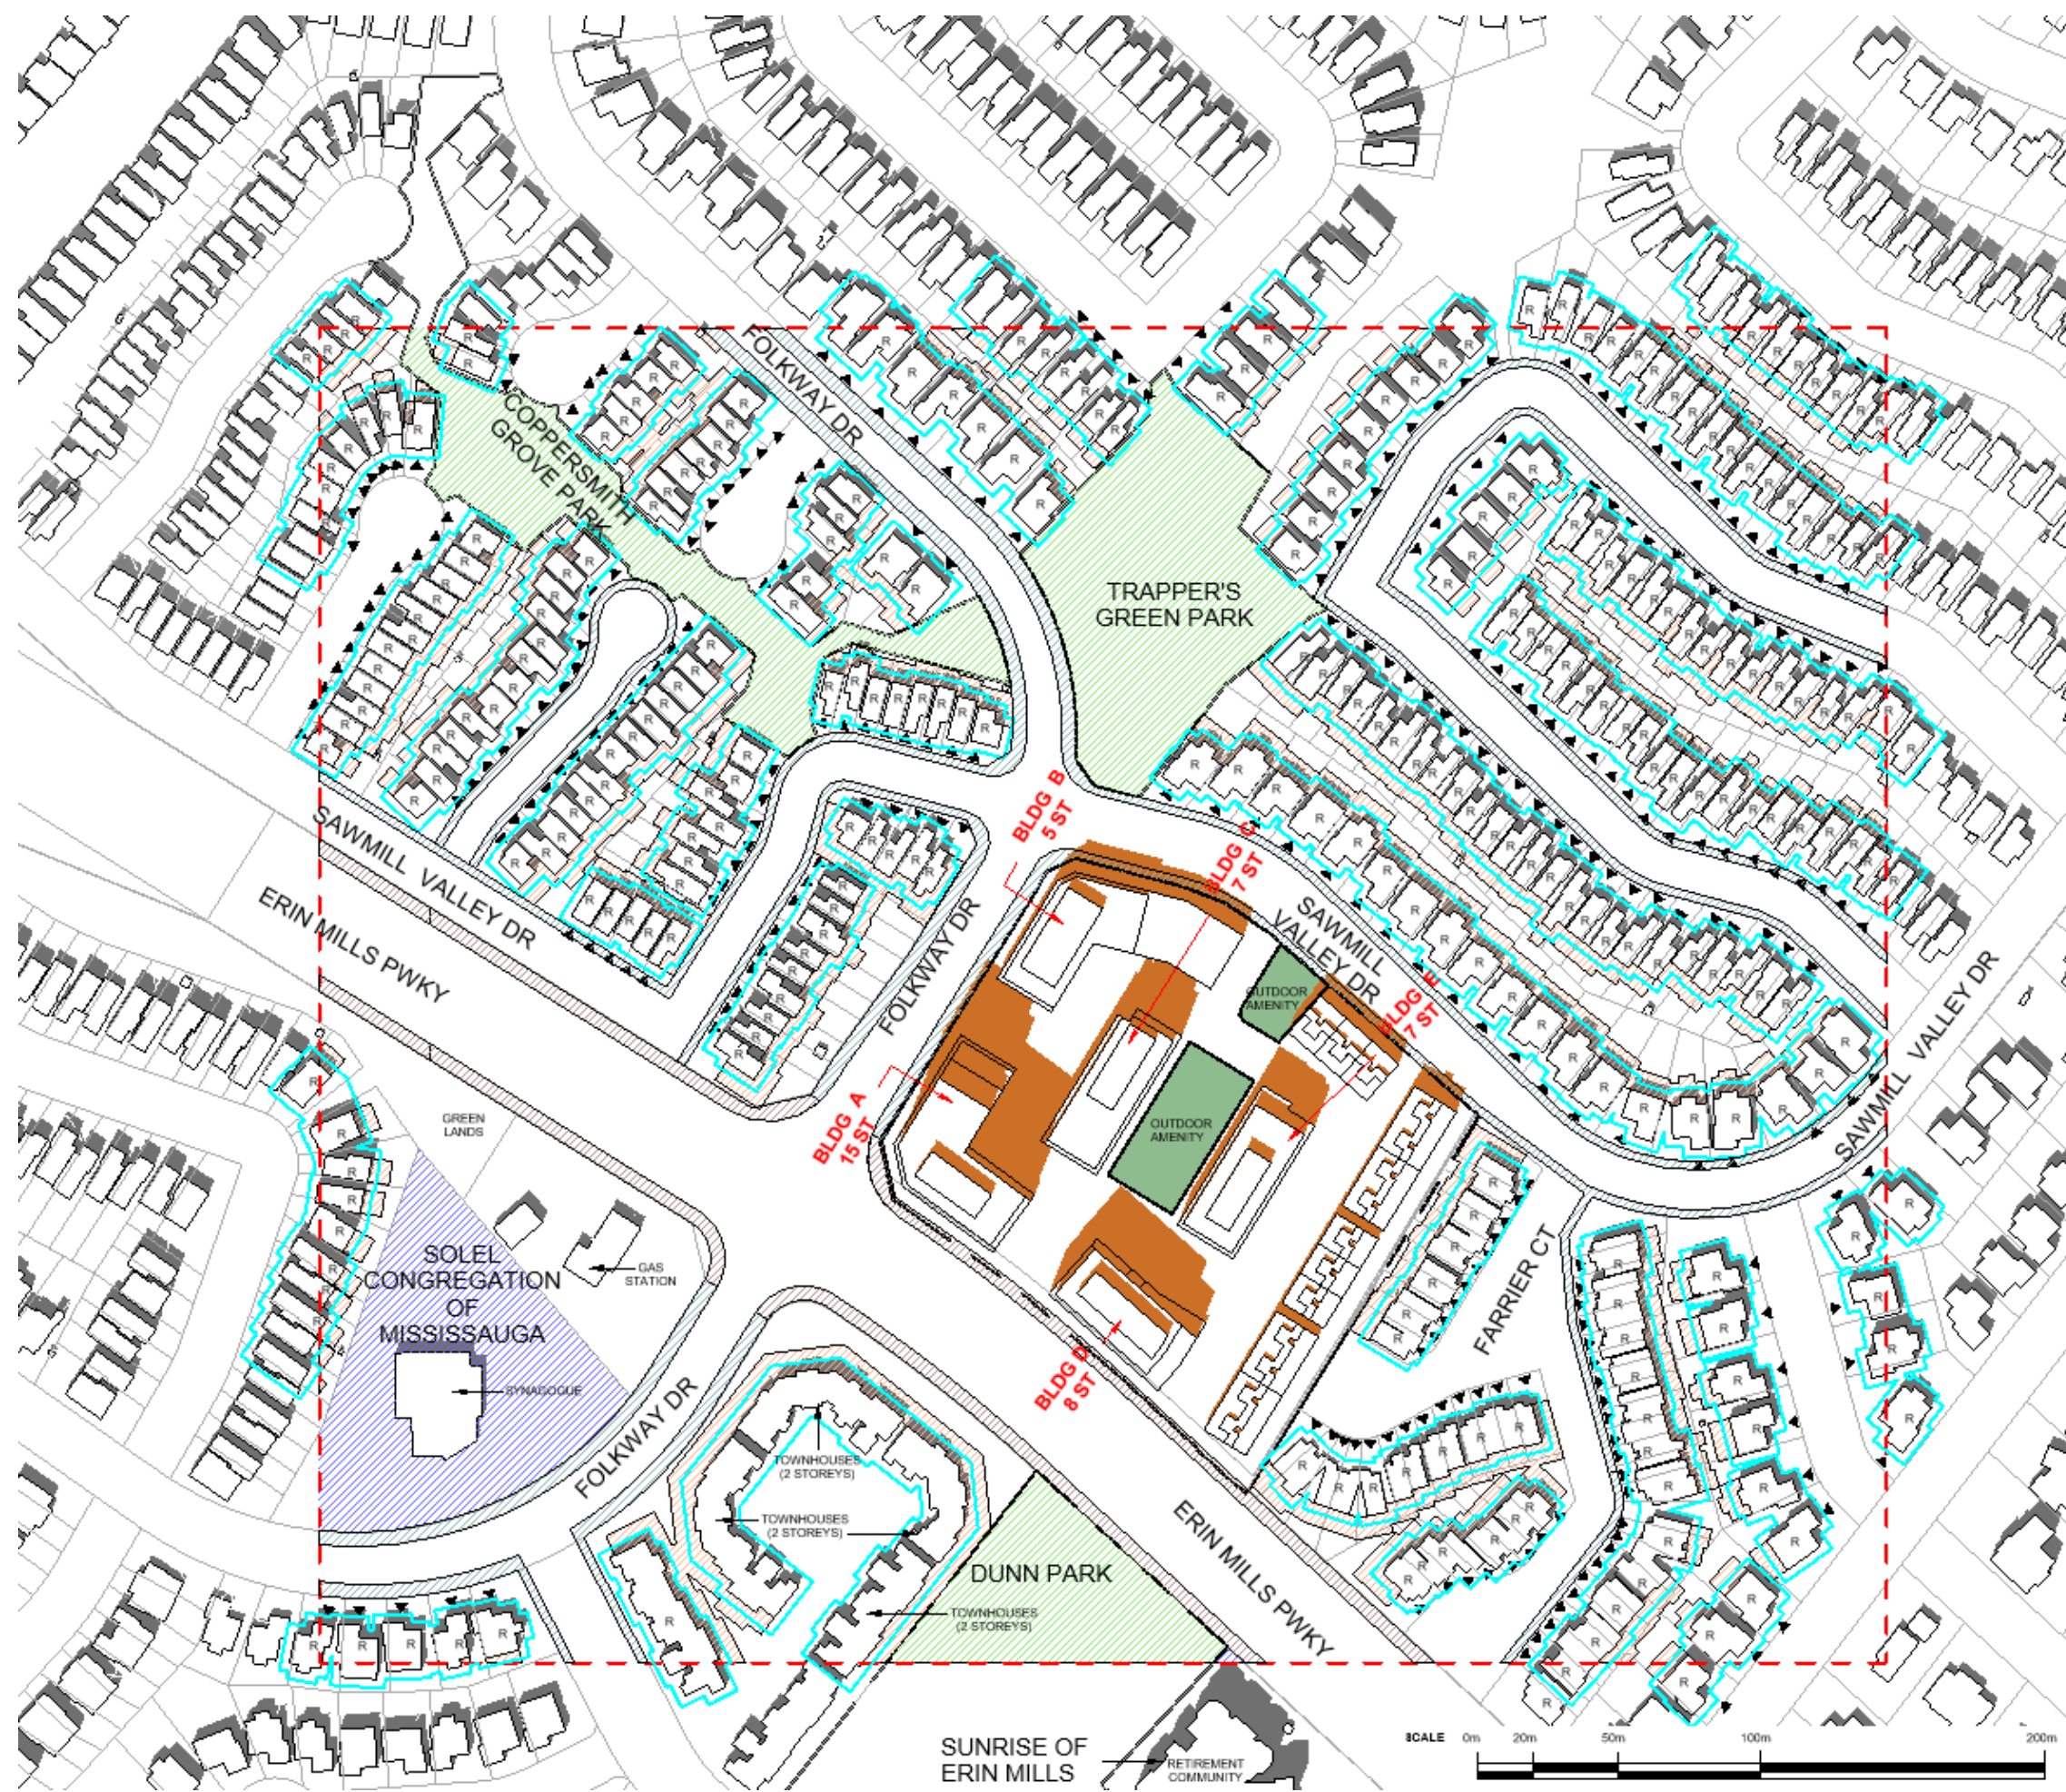 FOLKWAY DR
COPPERSMITH
GROVE PARK
TRAPPER'S
GREEN PARK
BLDG B
5 ST
BLDG C
7 ST
SAWMILL VALLEY DR
ERIN MILLS PWKY
FOLKWAY DR
SAWMILL
VALLEY DR
OUTDOOR
AMENITY
BLDG E
7 ST
SAWMILL VALLEY DR
BLDG A
15 ST
OUTDOOR
AMENITY
GREEN
LANDS
SOLEL
CONGREGATION
OF
MISSISSAUGA
GAS
STATION
SYNAGOGUE
FARRIER CT
BLDG D
8 ST
FOLKWAY DR
TOWNHOUSES
(2 STOREYS)
TOWNHOUSES
(2 STOREYS)
DUNN PARK
TOWNHOUSES
(2 STOREYS)
ERIN MILLS PWKY
R
SUNRISE OF
ERIN MILLS
RETIREMENT
COMMUNITY
SCALE 0m 20m 50m 100m 200m